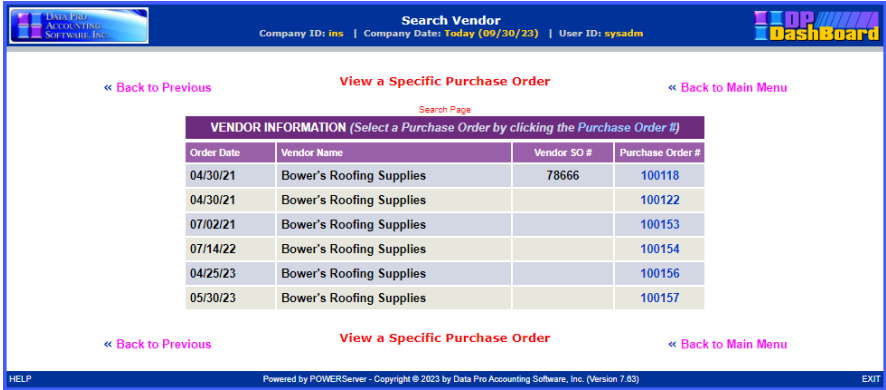 DATA PRO
ACCOUNTING
SOFTWARE, INC.
Search Vendor
Company ID: ins | Company Date: Today (09/30/23) | User ID: sysadm
DP
DashBoard
« Back to Previous
View a Specific Purchase Order
« Back to Main Menu
Search Page
VENDOR INFORMATION (Select a Purchase Order by clicking the Purchase Order #)
Order Date Vendor Name Vendor SO # Purchase Order #
04/30/21 Bower's Roofing Supplies 78666 100118
04/30/21 Bower's Roofing Supplies 100122
07/02/21 Bower's Roofing Supplies 100153
07/14/22 Bower's Roofing Supplies 100154
04/25/23 Bower's Roofing Supplies 100156
05/30/23 Bower's Roofing Supplies 100157
« Back to Previous
View a Specific Purchase Order
« Back to Main Menu
HELP Powered by POWERServer - Copyright © 2023 by Data Pro Accounting Software, Inc. (Version 7.63) EXIT